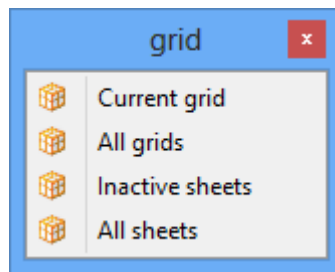 grid
x
Current grid
All grids
Inactive sheets
All sheets